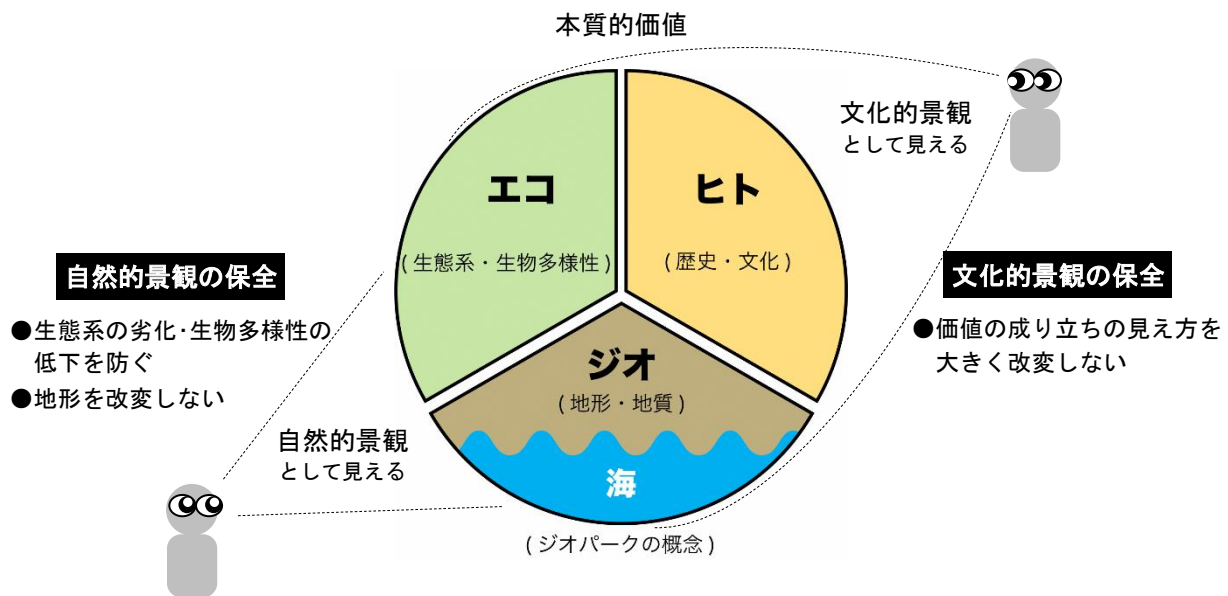 本質的価値
文化的景観
として見える
エコ
ヒト
(生態系・生物多様性)
(歴史・文化)
自然的景観の保全
●生態系の劣化・生物多様性の
低下を防ぐ
●地形を改変しない
文化的景観の保全
●価値の成り立ちの見え方を
大きく改変しない
ジオ
(地形・地質)
自然的景観
として見える
海
(ジオパークの概念)